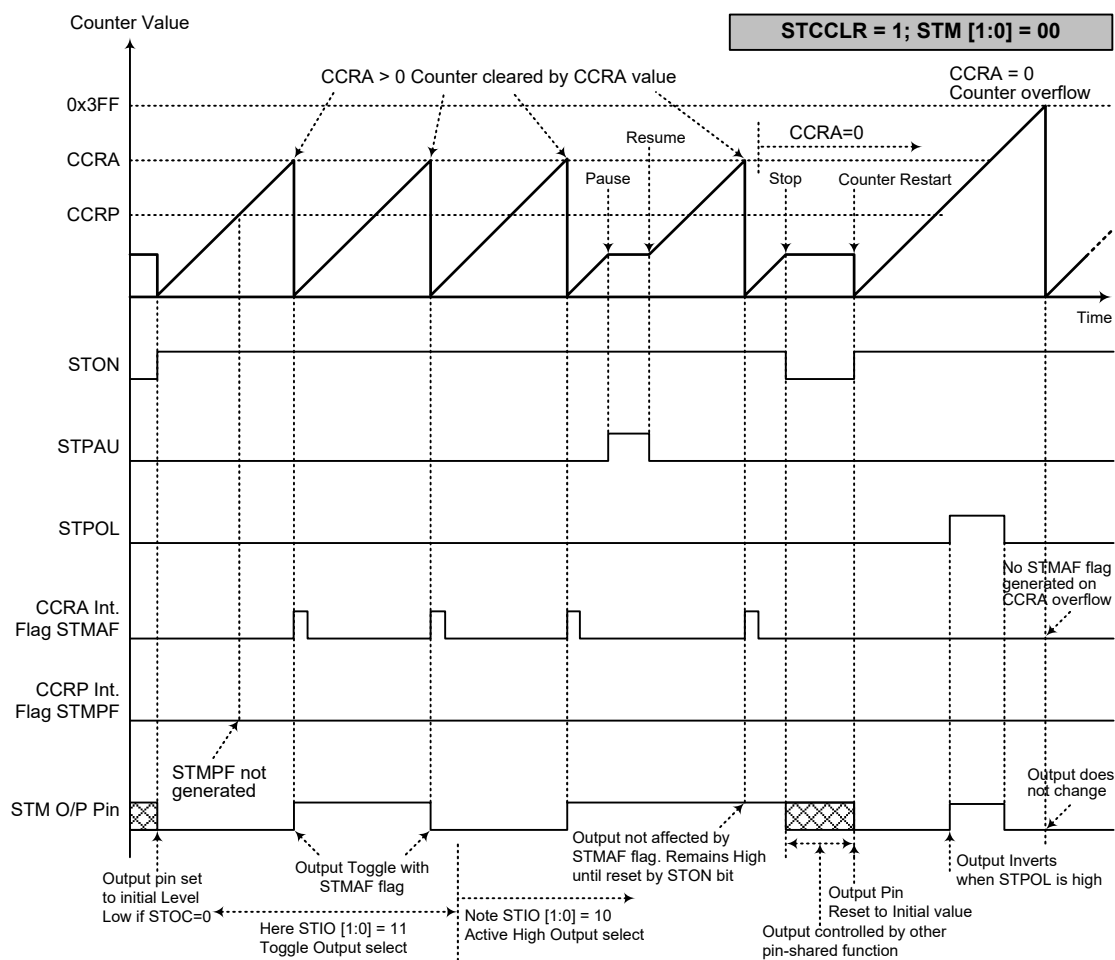 Counter Value
STCCLR = 1; STM [1:0] = 00
CCRA > 0 Counter cleared by CCRA value
CCRA = 0
Counter overflow
0x3FF
Resume
CCRA=0
CCRA
Pause
Stop
Counter Restart
CCRP
Time
STON
STPAU
STPOL
No STMAF flag
generated on
CCRA overflow
CCRA Int.
Flag STMAF
CCRP Int.
Flag STMPF
STMPF not
generated
Output does
not change
STM O/P Pin
Output pin set
to initial Level
Low if STOC=0
Output Toggle with
STMAF flag
Output not affected by
STMAF flag. Remains High
until reset by STON bit
Output Inverts
when STPOL is high
Output Pin
Reset to Initial value
Here STIO [1:0] = 11
Toggle Output select
Note STIO [1:0] = 10
Active High Output select
Output controlled by other
pin-shared function